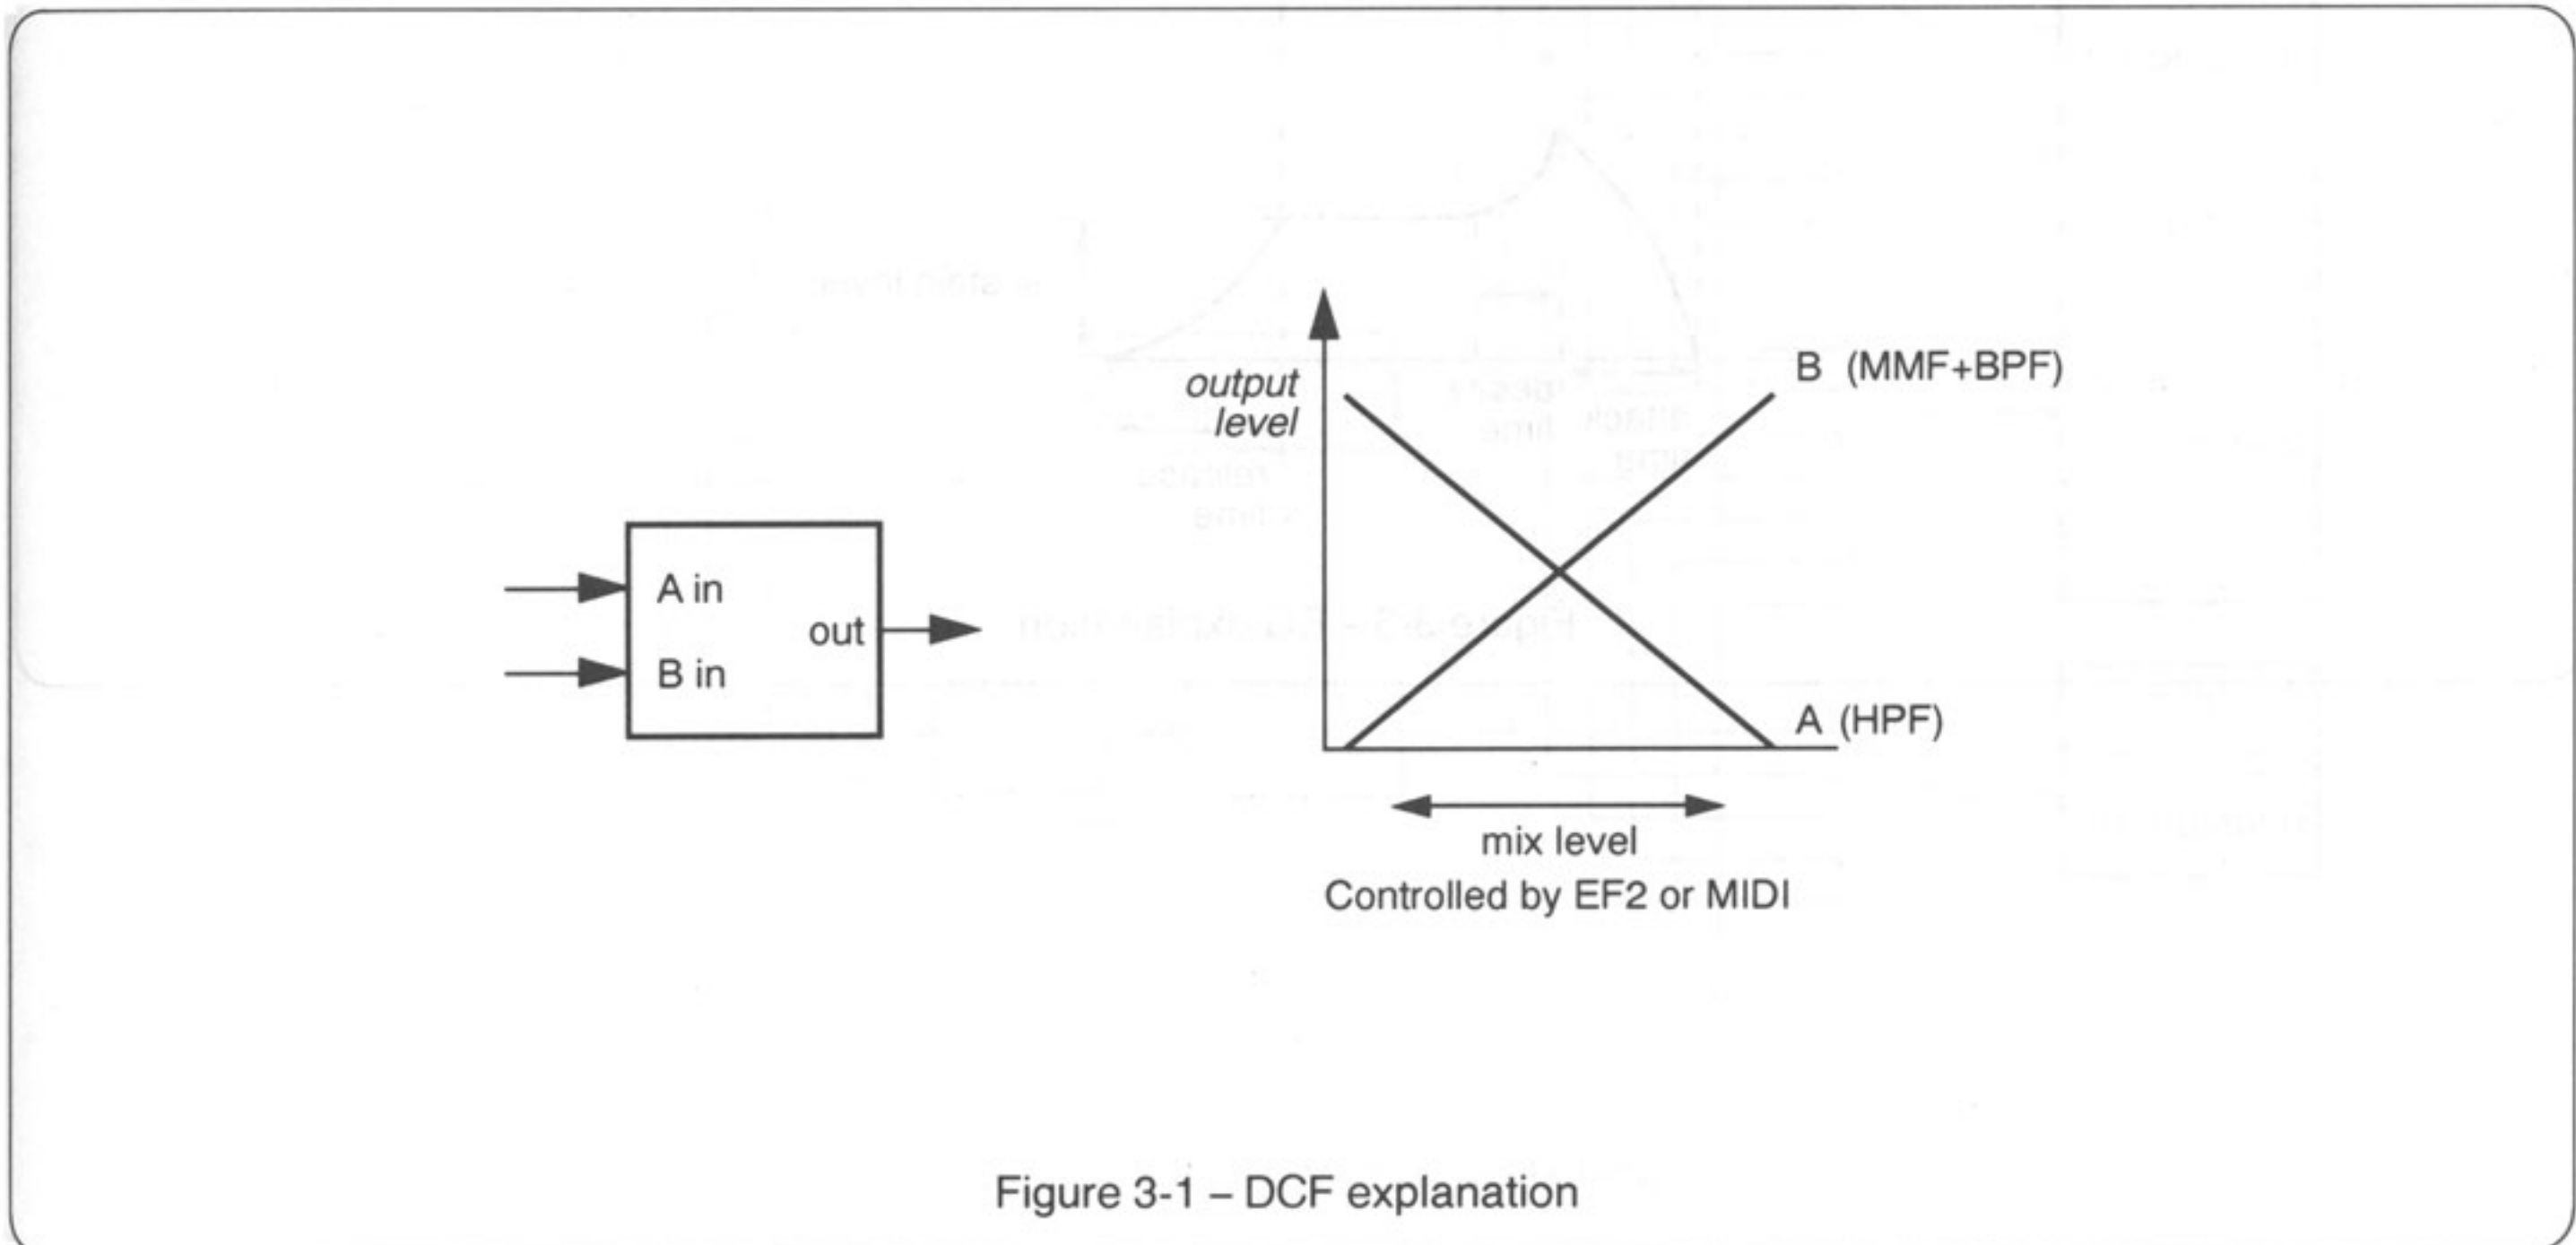 output
level
B (MMF+BPF)
A in
out
B in
A (HPF)
mix level
Controlled by EF2 or MIDI
Figure 3-1 – DCF explanation